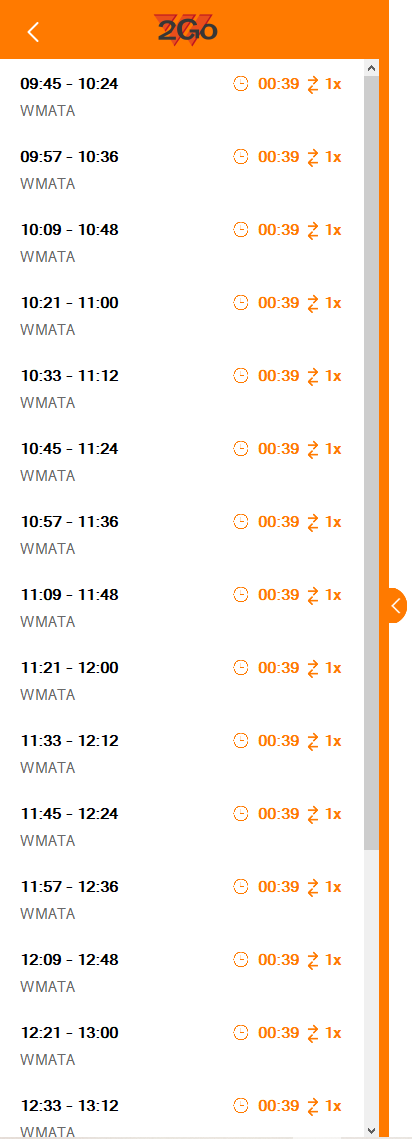 2Go
09:45 - 10:24 00:39 1x
WMATA
09:57 - 10:36 00:39 1x
WMATA
10:09 - 10:48 00:39 1x
WMATA
10:21 - 11:00 00:39 1x
WMATA
10:33 - 11:12 00:39 1x
WMATA
10:45 - 11:24 00:39 1x
WMATA
10:57 - 11:36 00:39 1x
WMATA
11:09 - 11:48 00:39 1x
WMATA
11:21 - 12:00 00:39 1x
WMATA
11:33 - 12:12 00:39 1x
WMATA
11:45 - 12:24 00:39 1x
WMATA
11:57 - 12:36 00:39 1x
WMATA
12:09 - 12:48 00:39 1x
WMATA
12:21 - 13:00 00:39 1x
WMATA
12:33 - 13:12 00:39 1x
WMATA